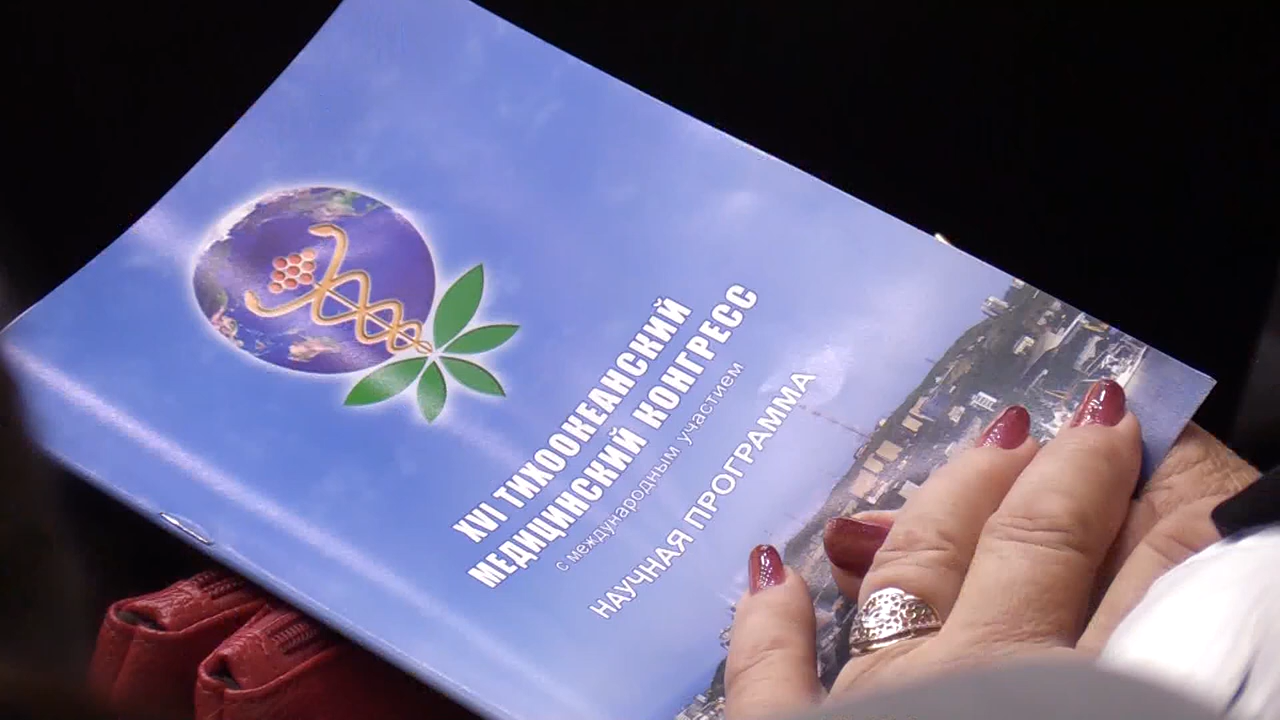 XVI ТИХООКЕАНСКИЙ
МЕДИЦИНСКИЙ КОНГРЕСС
с международным участием
НАУЧНАЯ ПРОГРАММА